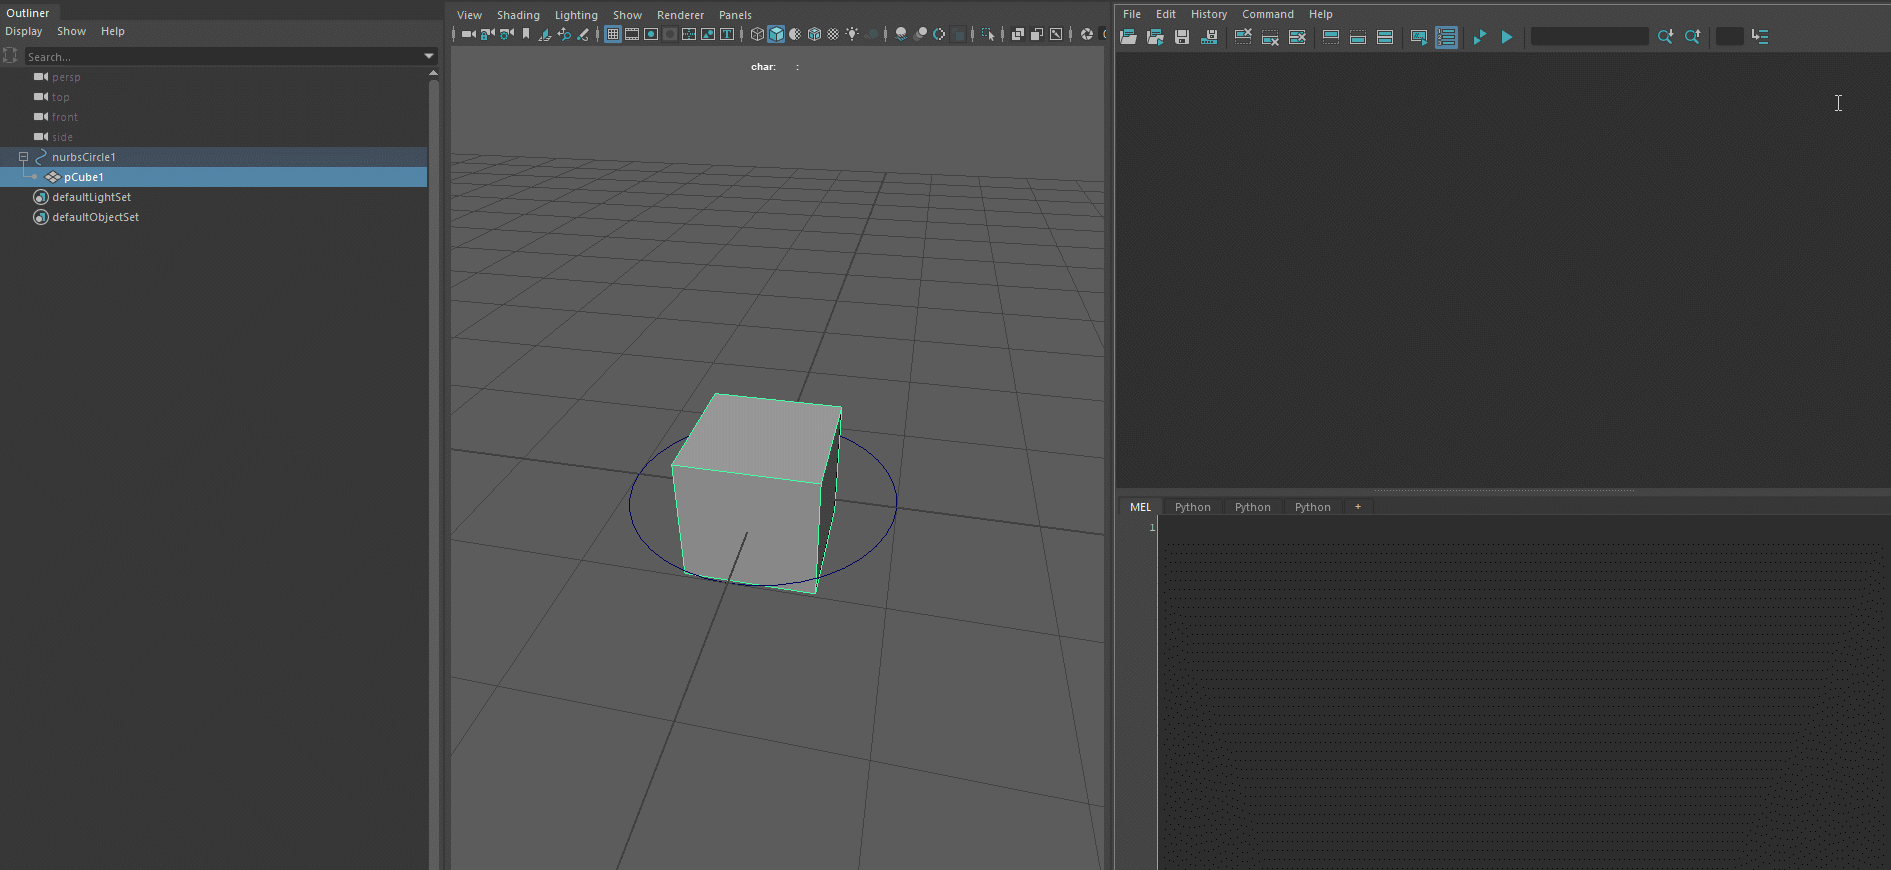 Outliner
Display Show Help
Search...
persp
top
front
side
nurbsCircle1
pCube1
defaultLightSet
defaultObjectSet
View Shading Lighting Show Renderer Panels
char: :
File Edit History Command Help
MEL Python Python Python +
1